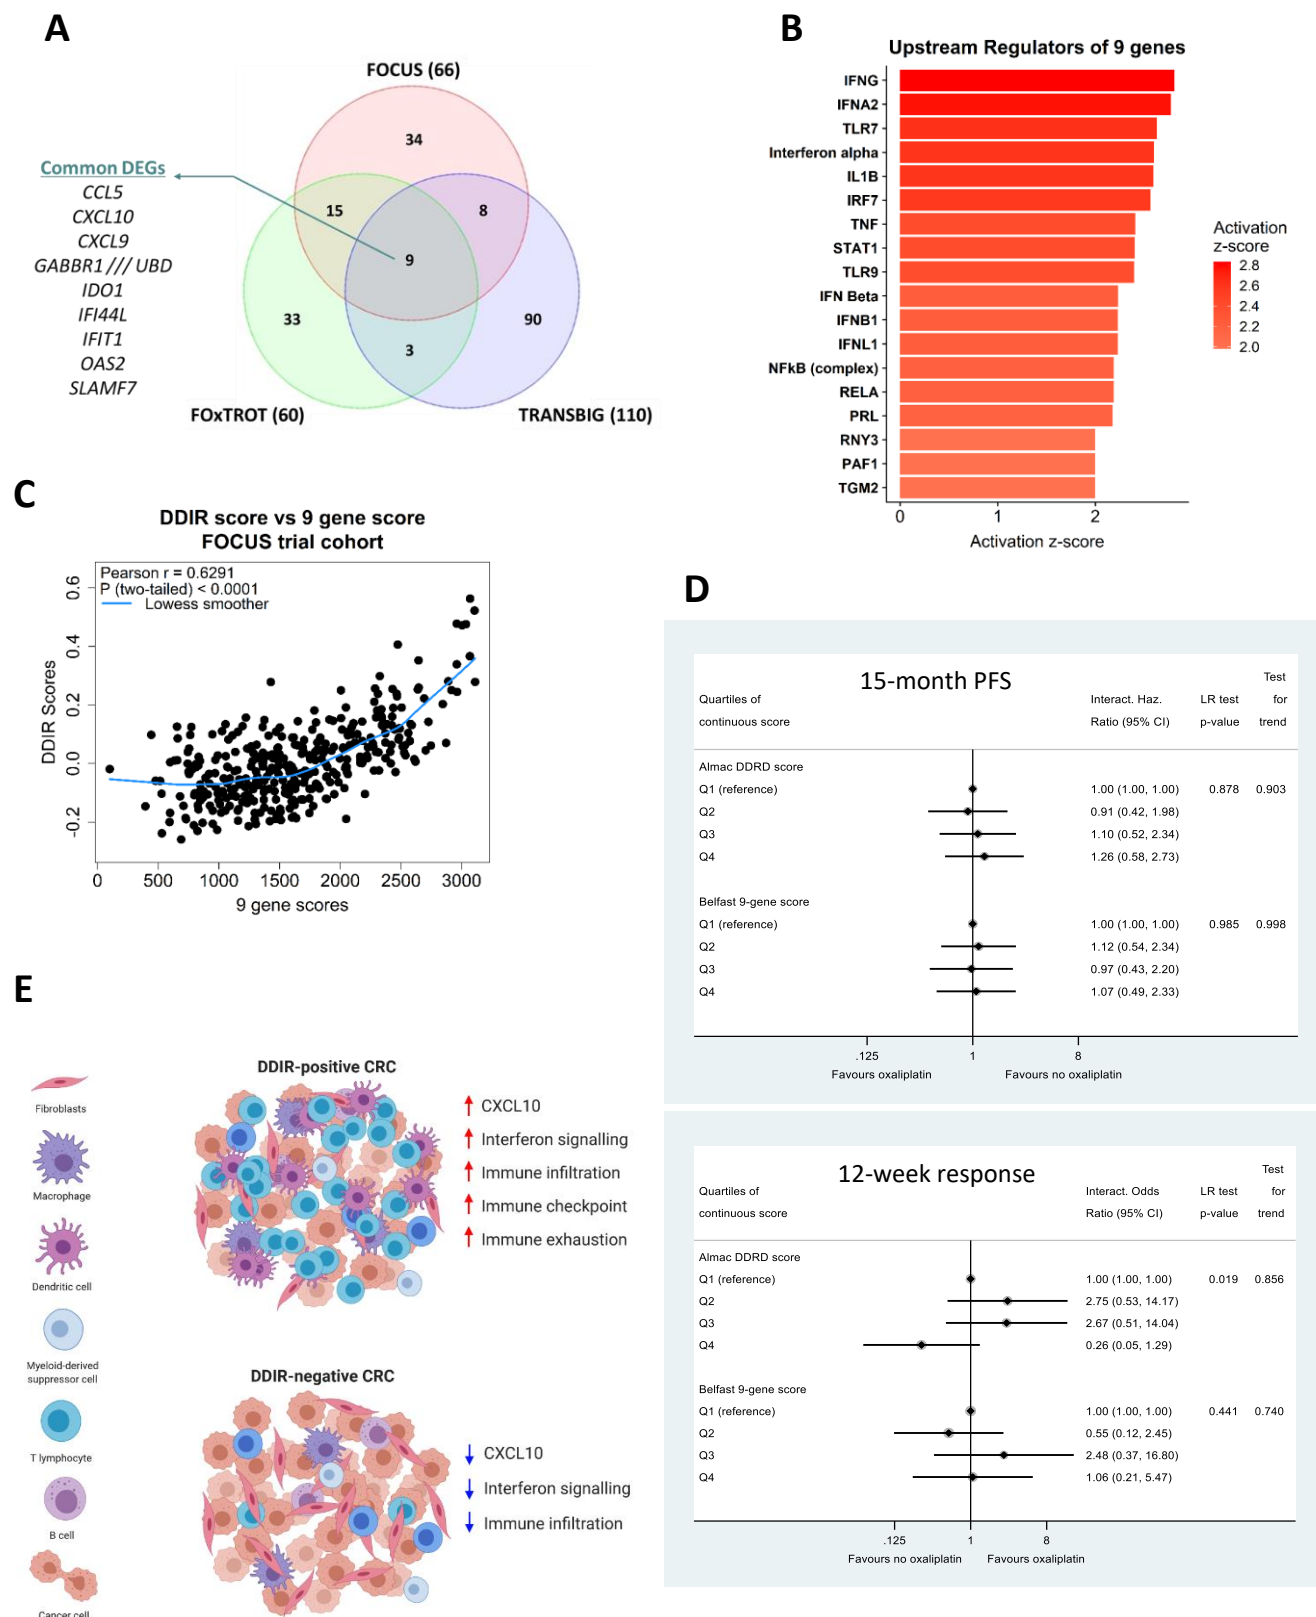 A
FOCUS (66)
34
Common DEGs
CCL5
CXCL10
CXCL9
GABBR1///UBD
IDO1
IFI44L
IFIT1
OAS2
SLAMF7
15
8
9
33
90
3
FOxTROT (60)
TRANSBIG (110)
B
Upstream Regulators of 9 genes
IFNG
IFNA2
TLR7
Interferon alpha
IL1B
IRF7
TNF
STAT1
TLR9
IFN Beta
IFNB1
IFNL1
NFkB (complex)
RELA
PRL
RNY3
PAF1
TGM2
0 1 2
Activation z-score
Activation
z-score
2.8
2.6
2.4
2.2
2.0
C
DDIR score vs 9 gene score
FOCUS trial cohort
Pearson r = 0.6291
P (two-tailed) < 0.0001
Lowess smoother
DDIR Scores
0.6
0.4
0.2
0.0
-0.2
0 500 1000 1500 2000 2500 3000
9 gene scores
D
15-month PFS
Quartiles of
continuous score
Interact. Haz.
Ratio (95% CI)
LR test
p-value
Test
for
trend
Almac DDRD score
Q1 (reference) 1.00 (1.00, 1.00) 0.878 0.903
Q2 0.91 (0.42, 1.98)
Q3 1.10 (0.52, 2.34)
Q4 1.26 (0.58, 2.73)
Belfast 9-gene score
Q1 (reference) 1.00 (1.00, 1.00) 0.985 0.998
Q2 1.12 (0.54, 2.34)
Q3 0.97 (0.43, 2.20)
Q4 1.07 (0.49, 2.33)
.125 1 8
Favours oxaliplatin Favours no oxaliplatin
12-week response
Quartiles of
continuous score
Interact. Odds
Ratio (95% CI)
LR test
p-value
Test
for
trend
Almac DDRD score
Q1 (reference) 1.00 (1.00, 1.00) 0.019 0.856
Q2 2.75 (0.53, 14.17)
Q3 2.67 (0.51, 14.04)
Q4 0.26 (0.05, 1.29)
Belfast 9-gene score
Q1 (reference) 1.00 (1.00, 1.00) 0.441 0.740
Q2 0.55 (0.12, 2.45)
Q3 2.48 (0.37, 16.80)
Q4 1.06 (0.21, 5.47)
.125 1 8
Favours no oxaliplatin Favours oxaliplatin
E
Fibroblasts
Macrophage
Dendritic cell
Myeloid-derived
suppressor cell
T lymphocyte
B cell
Cancer cell
DDIR-positive CRC
CXCL10
Interferon signalling
Immune infiltration
Immune checkpoint
Immune exhaustion
DDIR-negative CRC
CXCL10
Interferon signalling
Immune infiltration